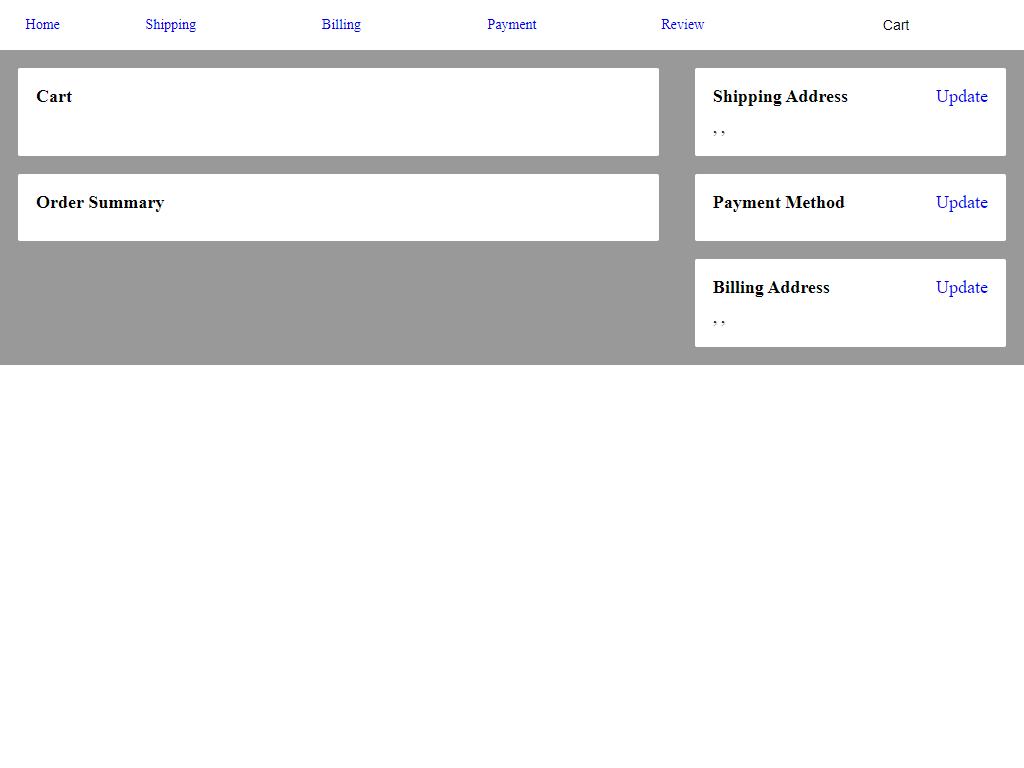 Home Shipping Billing Payment Review Cart
Cart
Order Summary
Shipping Address Update
, ,
Payment Method Update
Billing Address Update
, ,